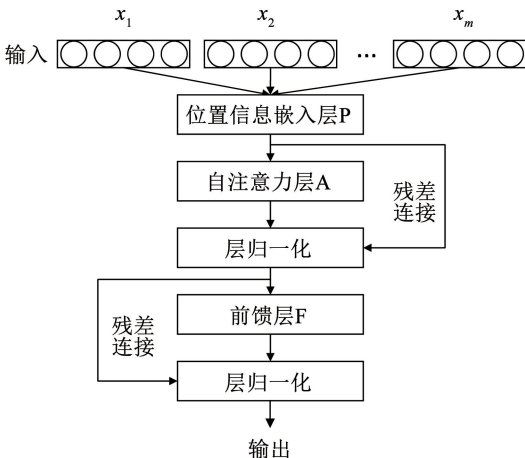 x1 x2 xm
输入 …
位置信息嵌入层P
自注意力层A
残差
连接
层归一化
残差
连接
前馈层F
层归一化
输出